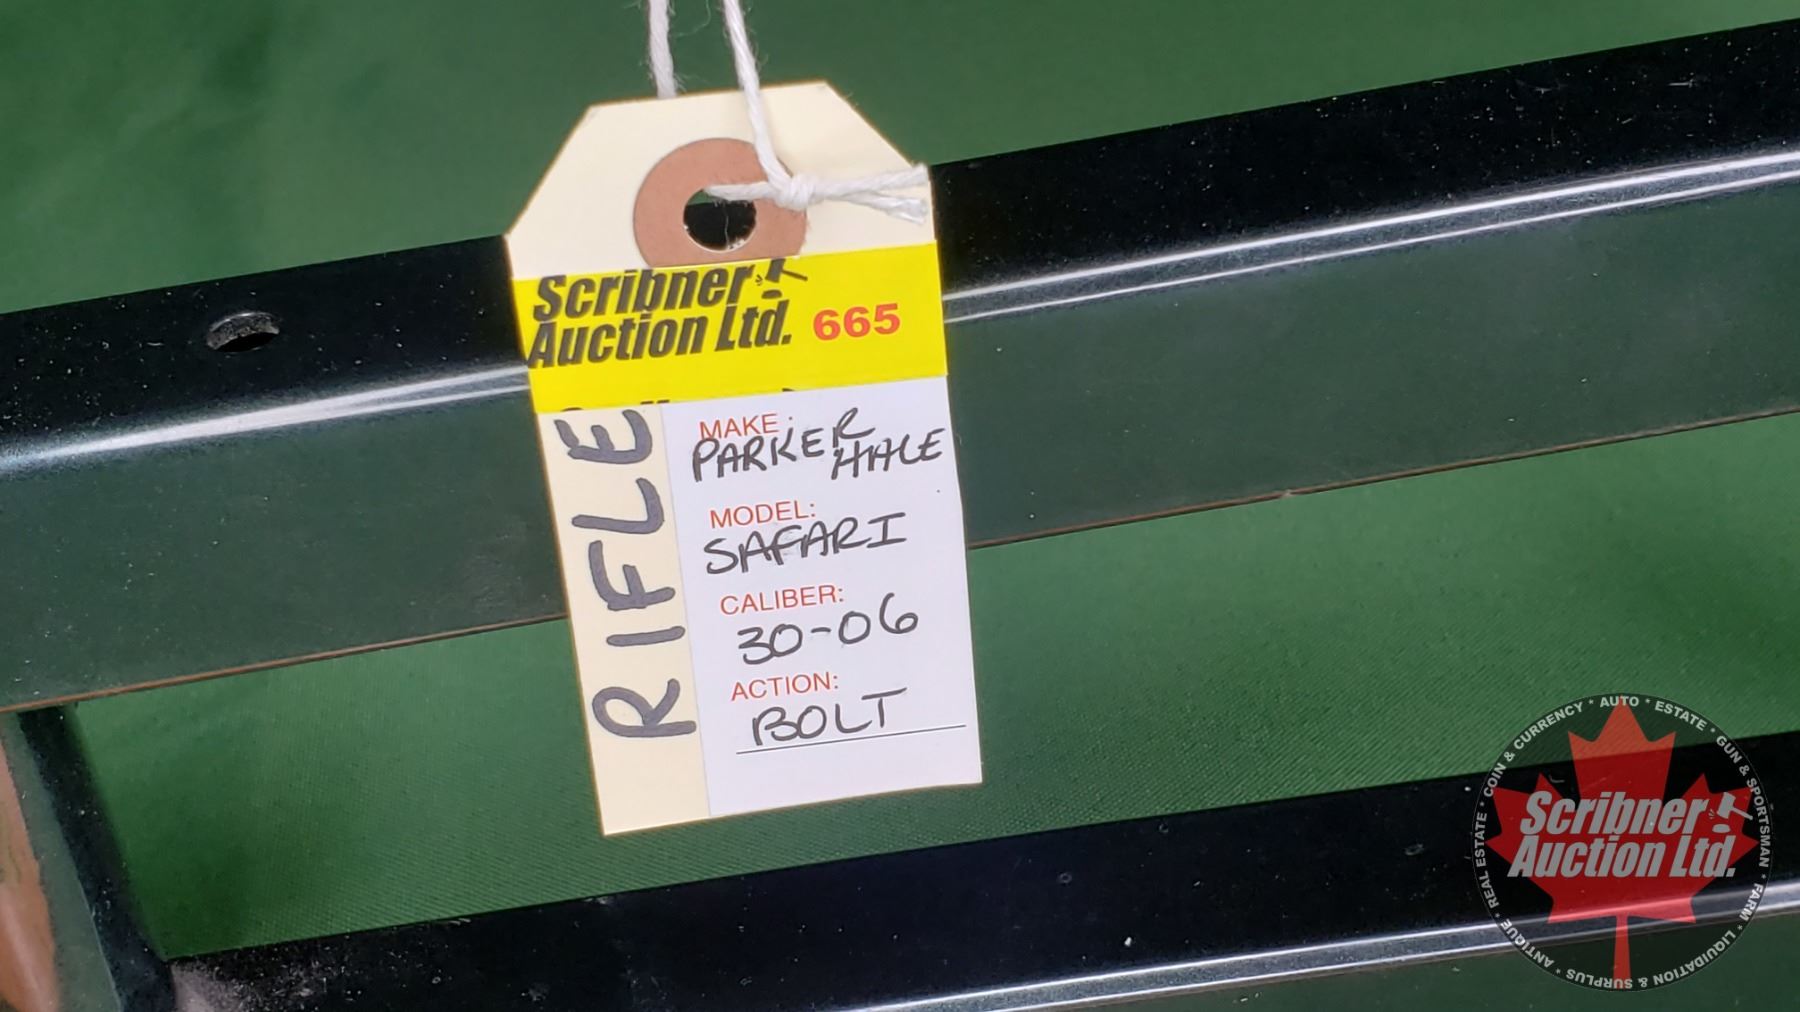 Scribner
Auction Ltd. 665
RIFLE
MAKE:
PARKER HALE
MODEL:
SAFARI
CALIBER:
30-06
ACTION:
BOLT
Scribner
Auction Ltd.
* COIN & CURRENCY * AUTO * ESTATE * GUN & SPORTSMAN * FARM * LIQUIDATION & SURPLUS * ANTIQUE * REAL ESTATE